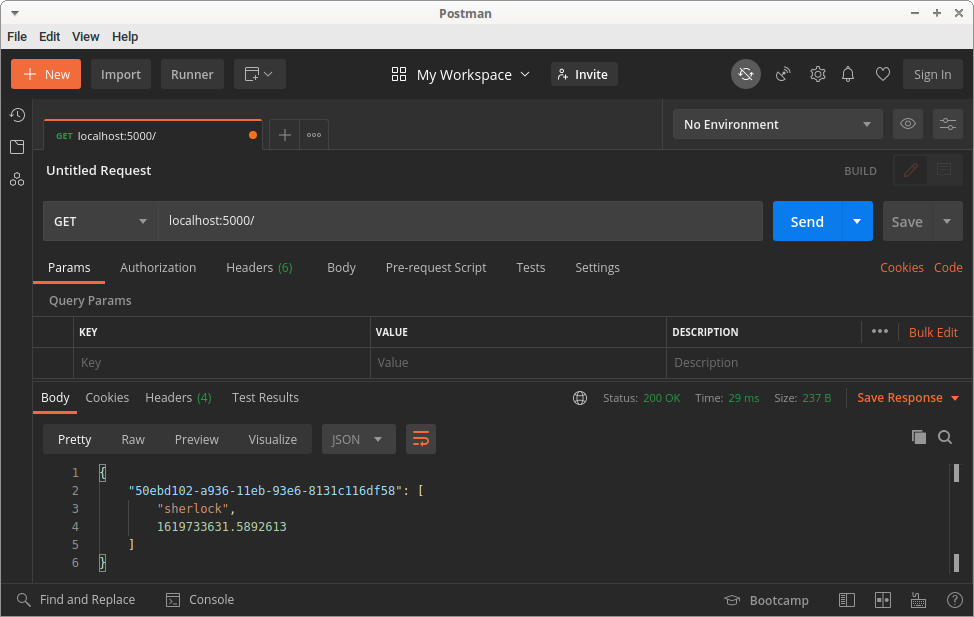 Postman
File Edit View Help
New Import Runner My Workspace Invite Sign In
GET localhost:5000/ No Environment
Untitled Request BUILD
GET localhost:5000/ Send Save
Params Authorization Headers (6) Body Pre-request Script Tests Settings Cookies Code
Query Params
KEY VALUE DESCRIPTION Bulk Edit
Key Value Description
Body Cookies Headers (4) Test Results Status: 200 OK Time: 29 ms Size: 237 B Save Response
Pretty Raw Preview Visualize JSON
1 {
2 "50ebd102-a936-11eb-93e6-8131c116df58": [
3 "sherlock",
4 1619733631.5892613
5 ]
6 }
Find and Replace Console Bootcamp